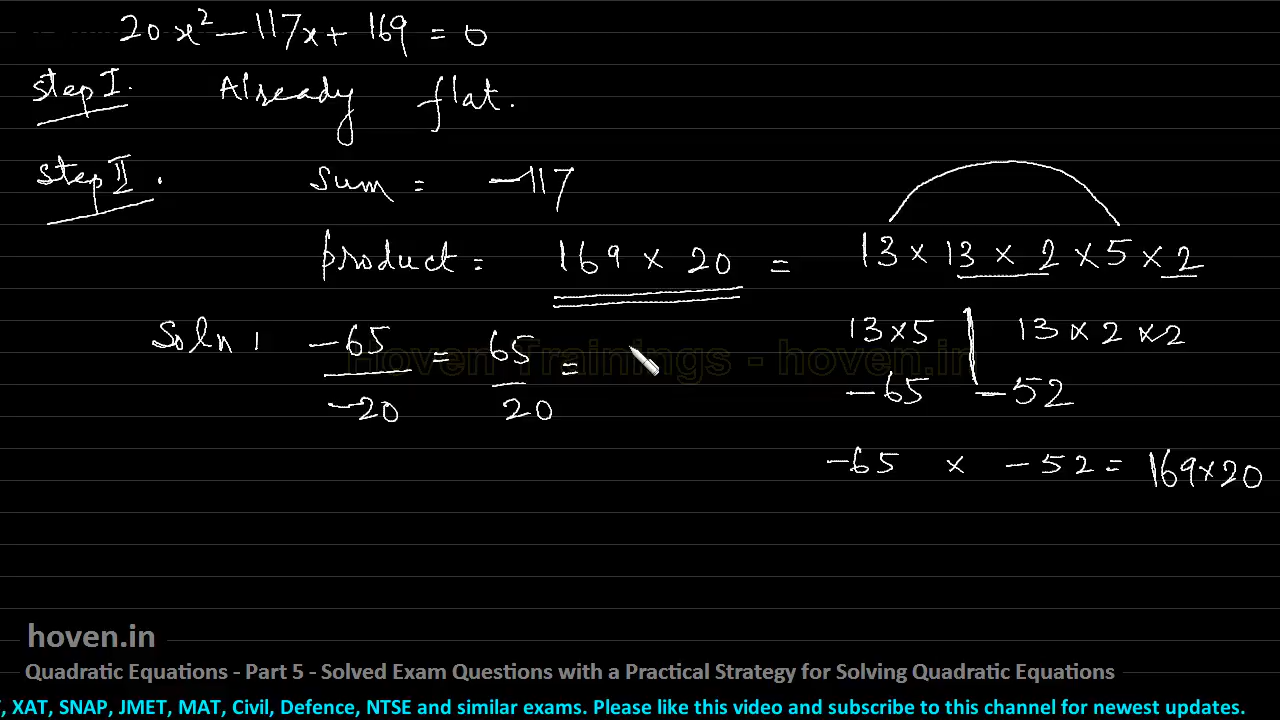 20x² - 117x + 169 = 0
Step I. Already flat.
Step II. Sum = -117
product = 169 × 20 = 13 × 13 × 2 × 5 × 2
Soln 1 -65/-20 = 65/20 =
13 × 5 | 13 × 2 × 2
-65 | -52
-65 × -52 = 169 × 20
Hoven Trainings - hoven.in
hoven.in
Quadratic Equations - Part 5 - Solved Exam Questions with a Practical Strategy for Solving Quadratic Equations
, XAT, SNAP, JMET, MAT, Civil, Defence, NTSE and similar exams. Please like this video and subscribe to this channel for newest updates.